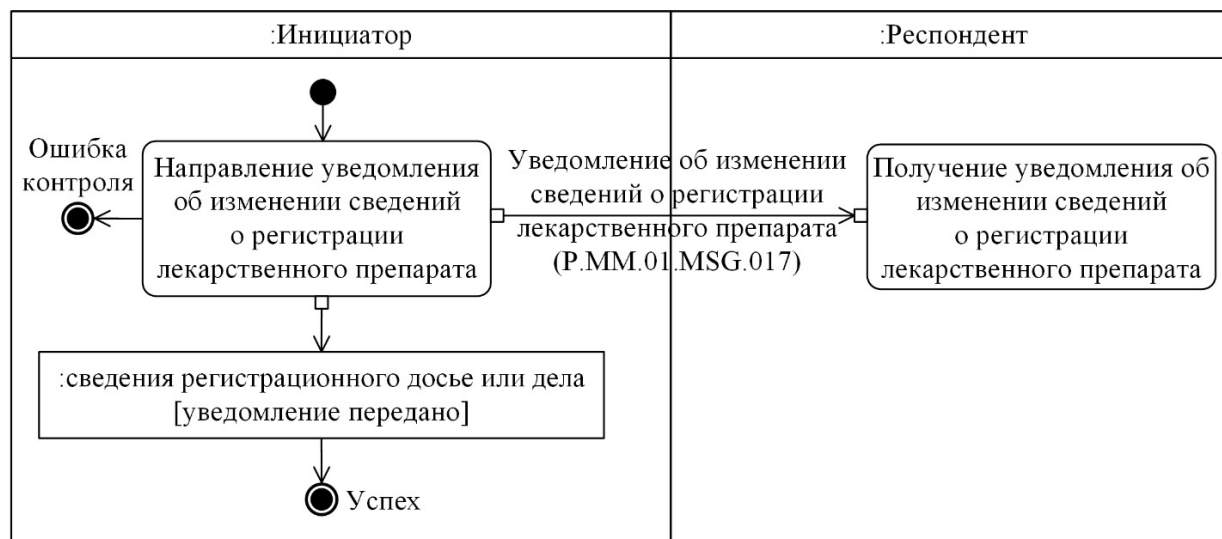 :Инициатор
:Респондент
Ошибка
контроля
Направление уведомления
об изменении сведений
о регистрации
лекарственного препарата
Уведомление об изменении
сведений о регистрации
лекарственного препарата
(P.MM.01.MSG.017)
Получение уведомления об
изменении сведений
о регистрации
лекарственного препарата
:сведения регистрационного досье или дела
[уведомление передано]
Успех